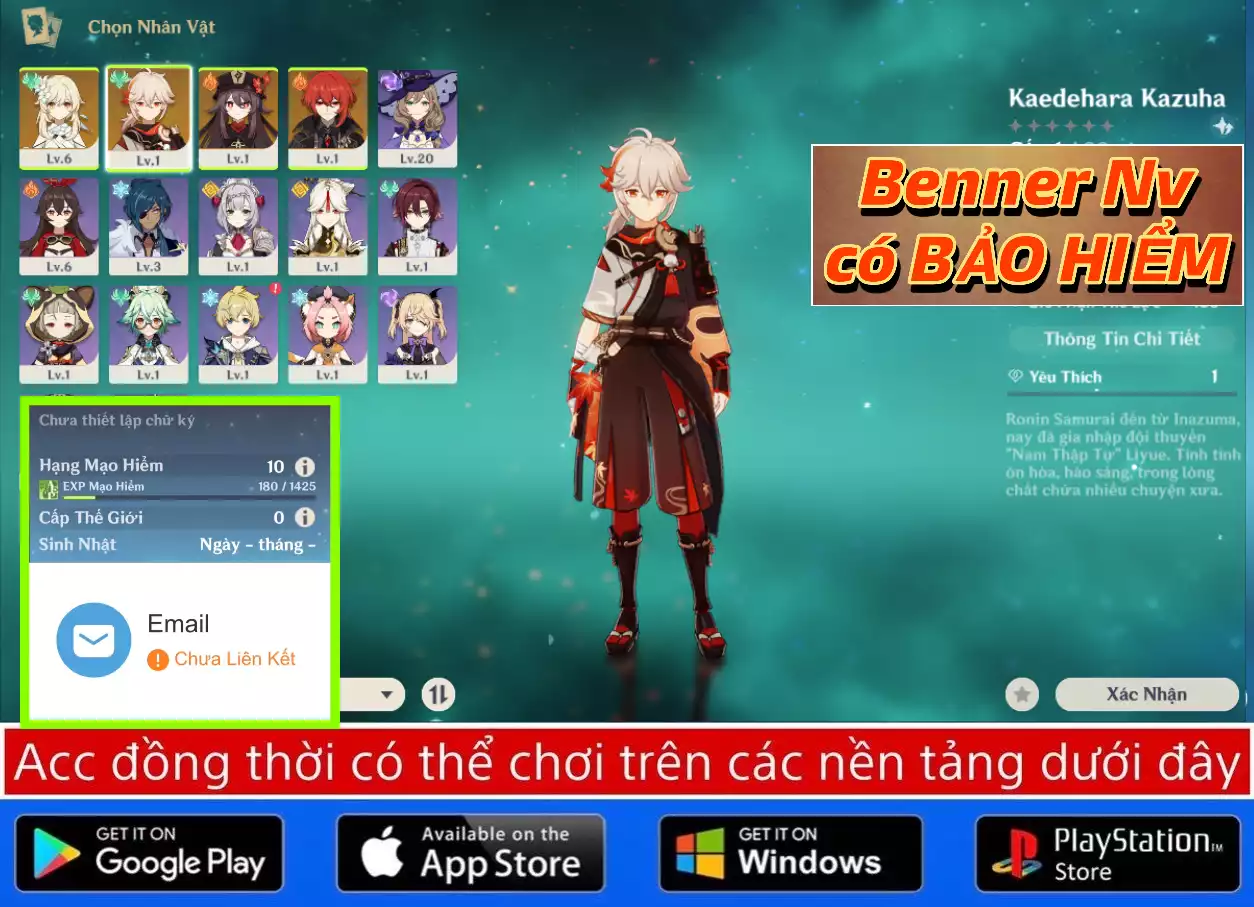 Chọn Nhân Vật
Lv.6
Lv.1
Lv.1
Lv.1
Lv.20
Lv.6
Lv.3
Lv.1
Lv.1
Lv.1
Lv.1
Lv.1
Lv.1
Lv.1
Lv.1
Kaedehara Kazuha
Benner Nv
có BẢO HIỂM
Thông Tin Chi Tiết
Yêu Thích 1
Ronin Samurai đến từ Inazuma,
nay đã gia nhập đội thuyền
"Nam Thập Tự" Liyue. Tính tình
ôn hòa, hào sảng, trong lòng
chất chứa nhiều chuyện xưa.
Chưa thiết lập chữ ký
Hạng Mạo Hiểm 10
EXP Mạo Hiểm 180 / 1425
Cấp Thế Giới 0
Sinh Nhật Ngày - tháng -
Email
Chưa Liên Kết
Xác Nhận
Acc đồng thời có thể chơi trên các nền tảng dưới đây
GET IT ON
Google Play
Available on the
App Store
GET IT ON
Windows
PlayStation™
Store